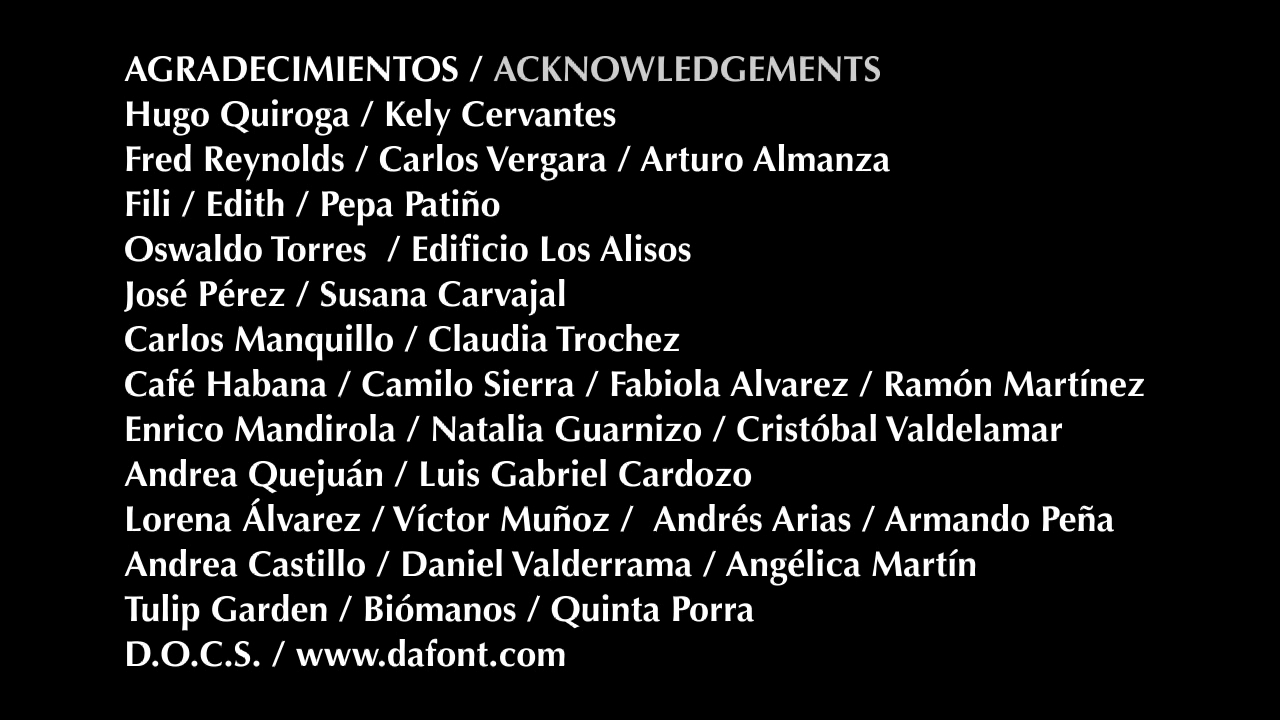 AGRADECIMIENTOS / ACKNOWLEDGEMENTS
Hugo Quiroga / Kely Cervantes
Fred Reynolds / Carlos Vergara / Arturo Almanza
Fili / Edith / Pepa Patiño
Oswaldo Torres  / Edificio Los Alisos
José Pérez / Susana Carvajal
Carlos Manquillo / Claudia Trochez
Café Habana / Camilo Sierra / Fabiola Alvarez / Ramón Martínez
Enrico Mandirola / Natalia Guarnizo / Cristóbal Valdelamar
Andrea Quejuán / Luis Gabriel Cardozo
Lorena Álvarez / Víctor Muñoz /  Andrés Arias / Armando Peña
Andrea Castillo / Daniel Valderrama / Angélica Martín
Tulip Garden / Biómanos / Quinta Porra
D.O.C.S. / www.dafont.com